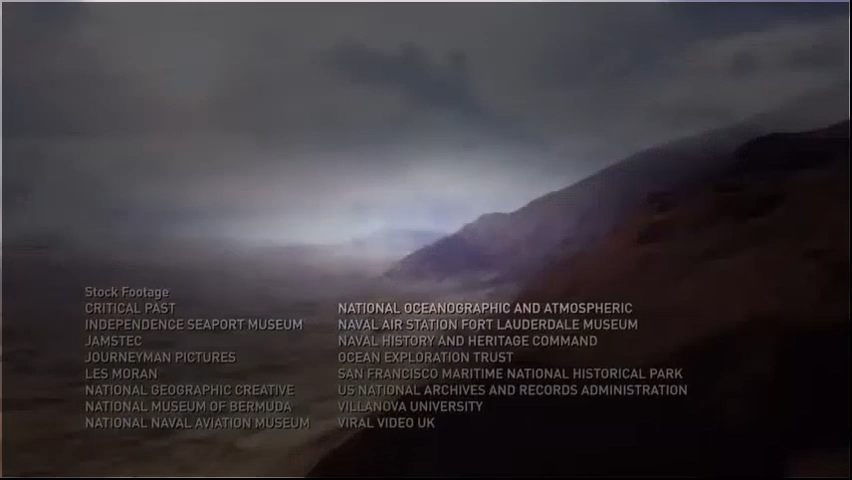 Stock Footage
CRITICAL PAST
INDEPENDENCE SEAPORT MUSEUM
JAMSTEC
JOURNEYMAN PICTURES
LES MORAN
NATIONAL GEOGRAPHIC CREATIVE
NATIONAL MUSEUM OF BERMUDA
NATIONAL NAVAL AVIATION MUSEUM
NATIONAL OCEANOGRAPHIC AND ATMOSPHERIC
NAVAL AIR STATION FORT LAUDERDALE MUSEUM
NAVAL HISTORY AND HERITAGE COMMAND
OCEAN EXPLORATION TRUST
SAN FRANCISCO MARITIME NATIONAL HISTORICAL PARK
US NATIONAL ARCHIVES AND RECORDS ADMINISTRATION
VILLANOVA UNIVERSITY
VIRAL VIDEO UK